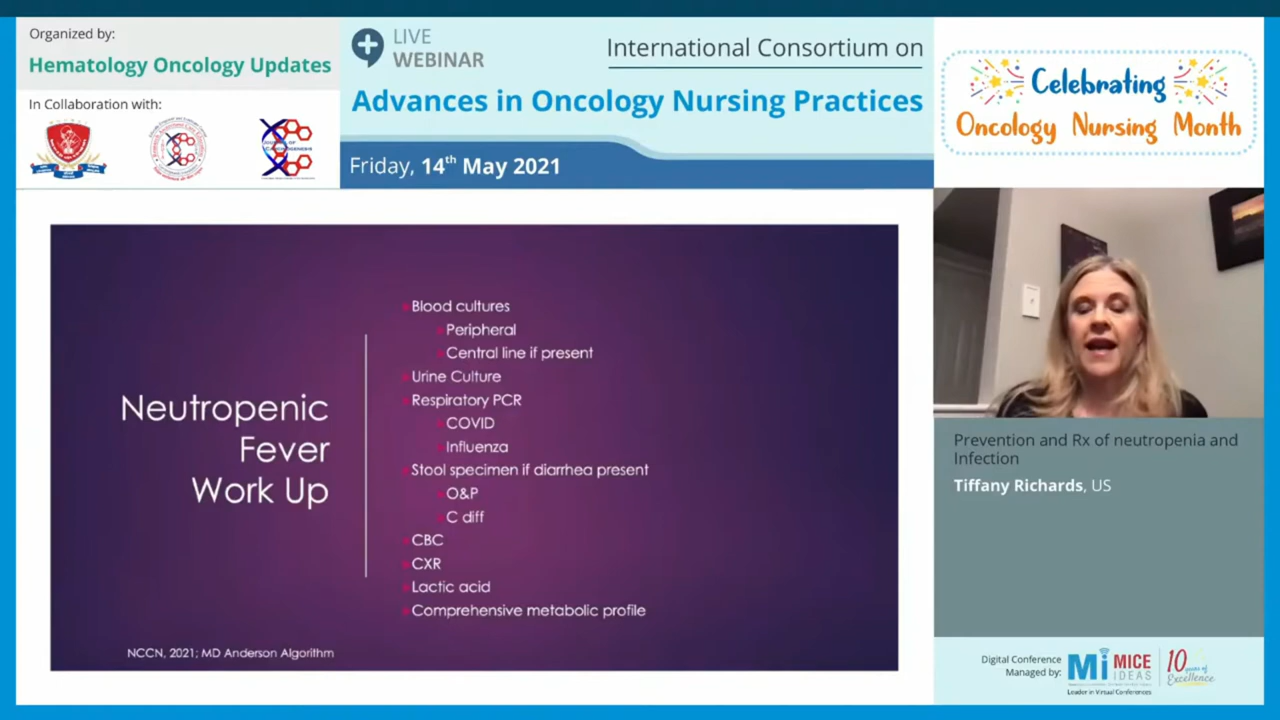 Organized by:
Hematology Oncology Updates
In Collaboration with:
LIVE
WEBINAR
International Consortium on
Advances in Oncology Nursing Practices
Friday, 14th May 2021
Celebrating
Oncology Nursing Month
Neutropenic
Fever
Work Up
Blood cultures
Peripheral
Central line if present
Urine Culture
Respiratory PCR
COVID
Influenza
Stool specimen if diarrhea present
O&P
C diff
CBC
CXR
Lactic acid
Comprehensive metabolic profile
NCCN, 2021; MD Anderson Algorithm
Prevention and Rx of neutropenia and
Infection
Tiffany Richards, US
Digital Conference
Managed by:
Mi MICE
IDEAS
Leader in Virtual Conferences
10 years of
Excellence